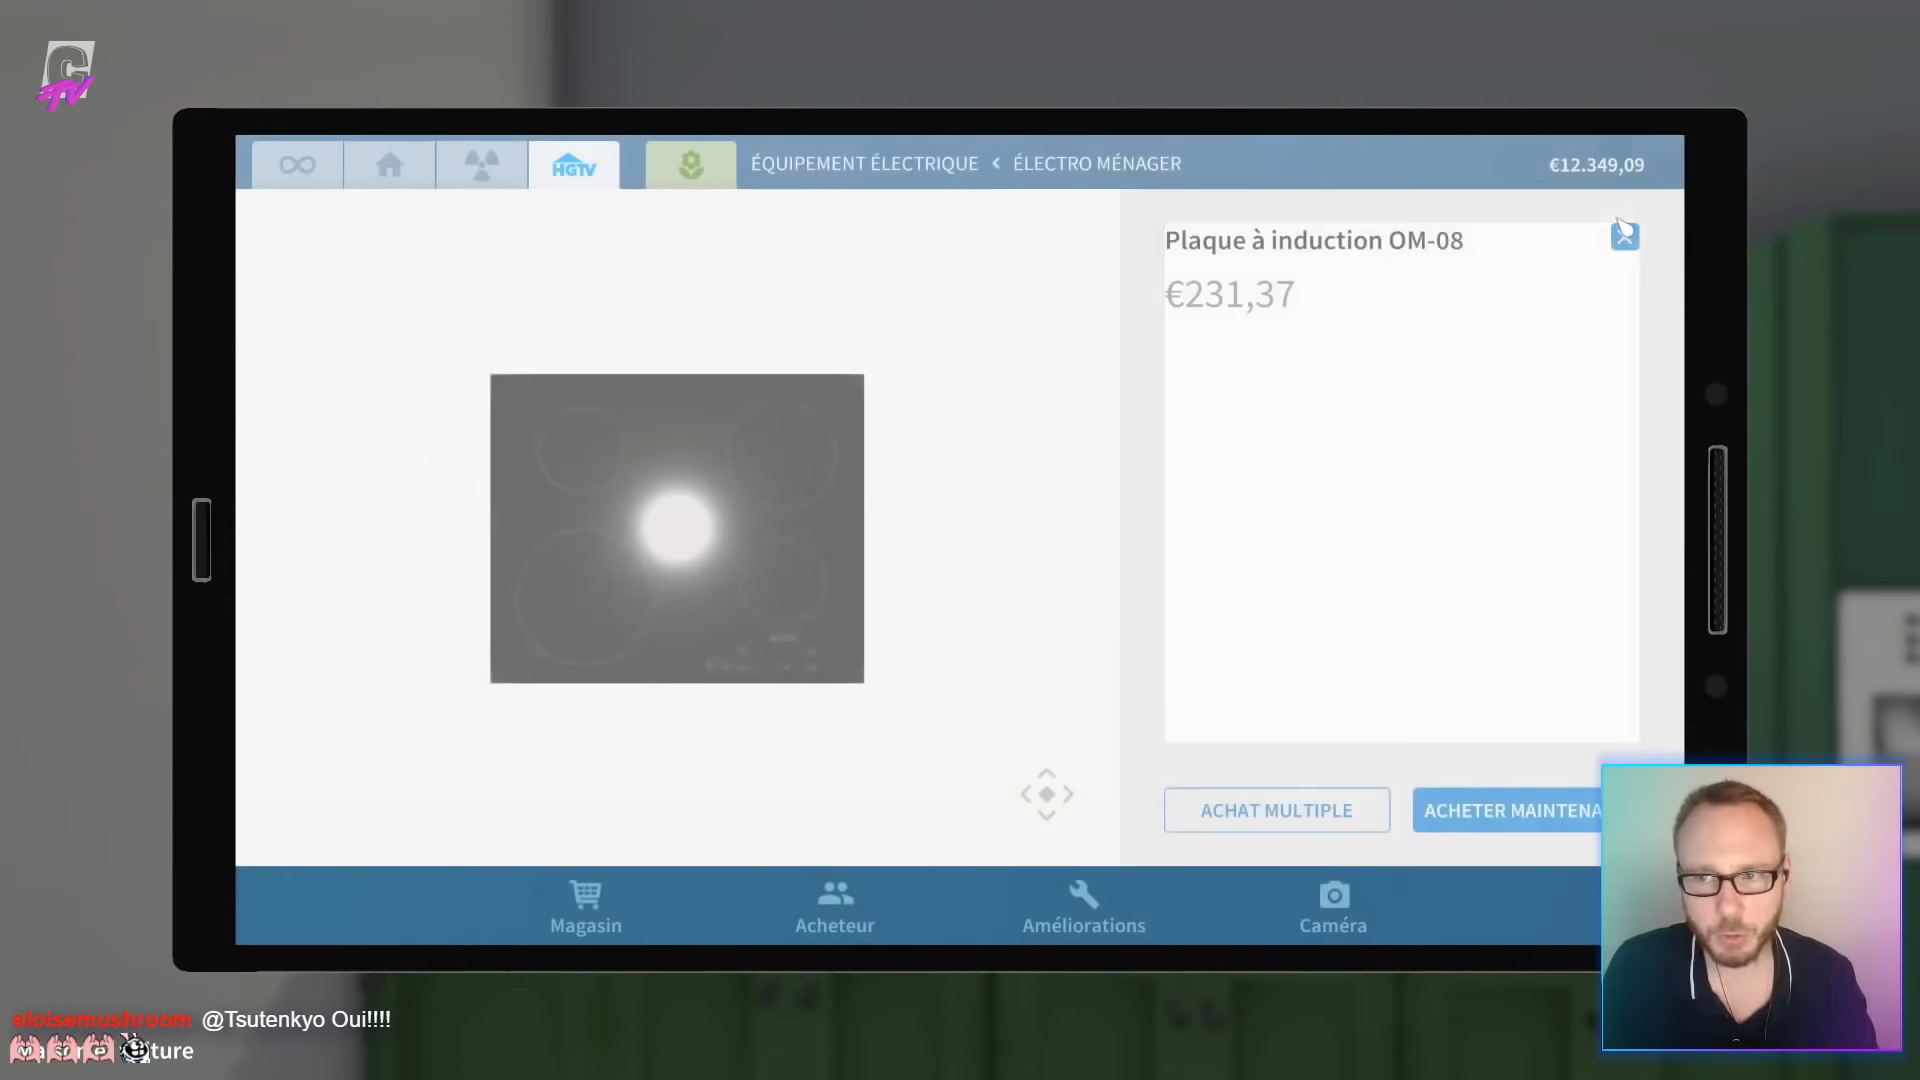 C
TV
HGTV
ÉQUIPEMENT ÉLECTRIQUE < ÉLECTRO MÉNAGER
€12.349,09
Plaque à induction OM-08
€231,37
ACHAT MULTIPLE
ACHETER MAINTENA
Magasin
Acheteur
Améliorations
Caméra
eloisemushroom @Tsutenkyo Oui!!!!